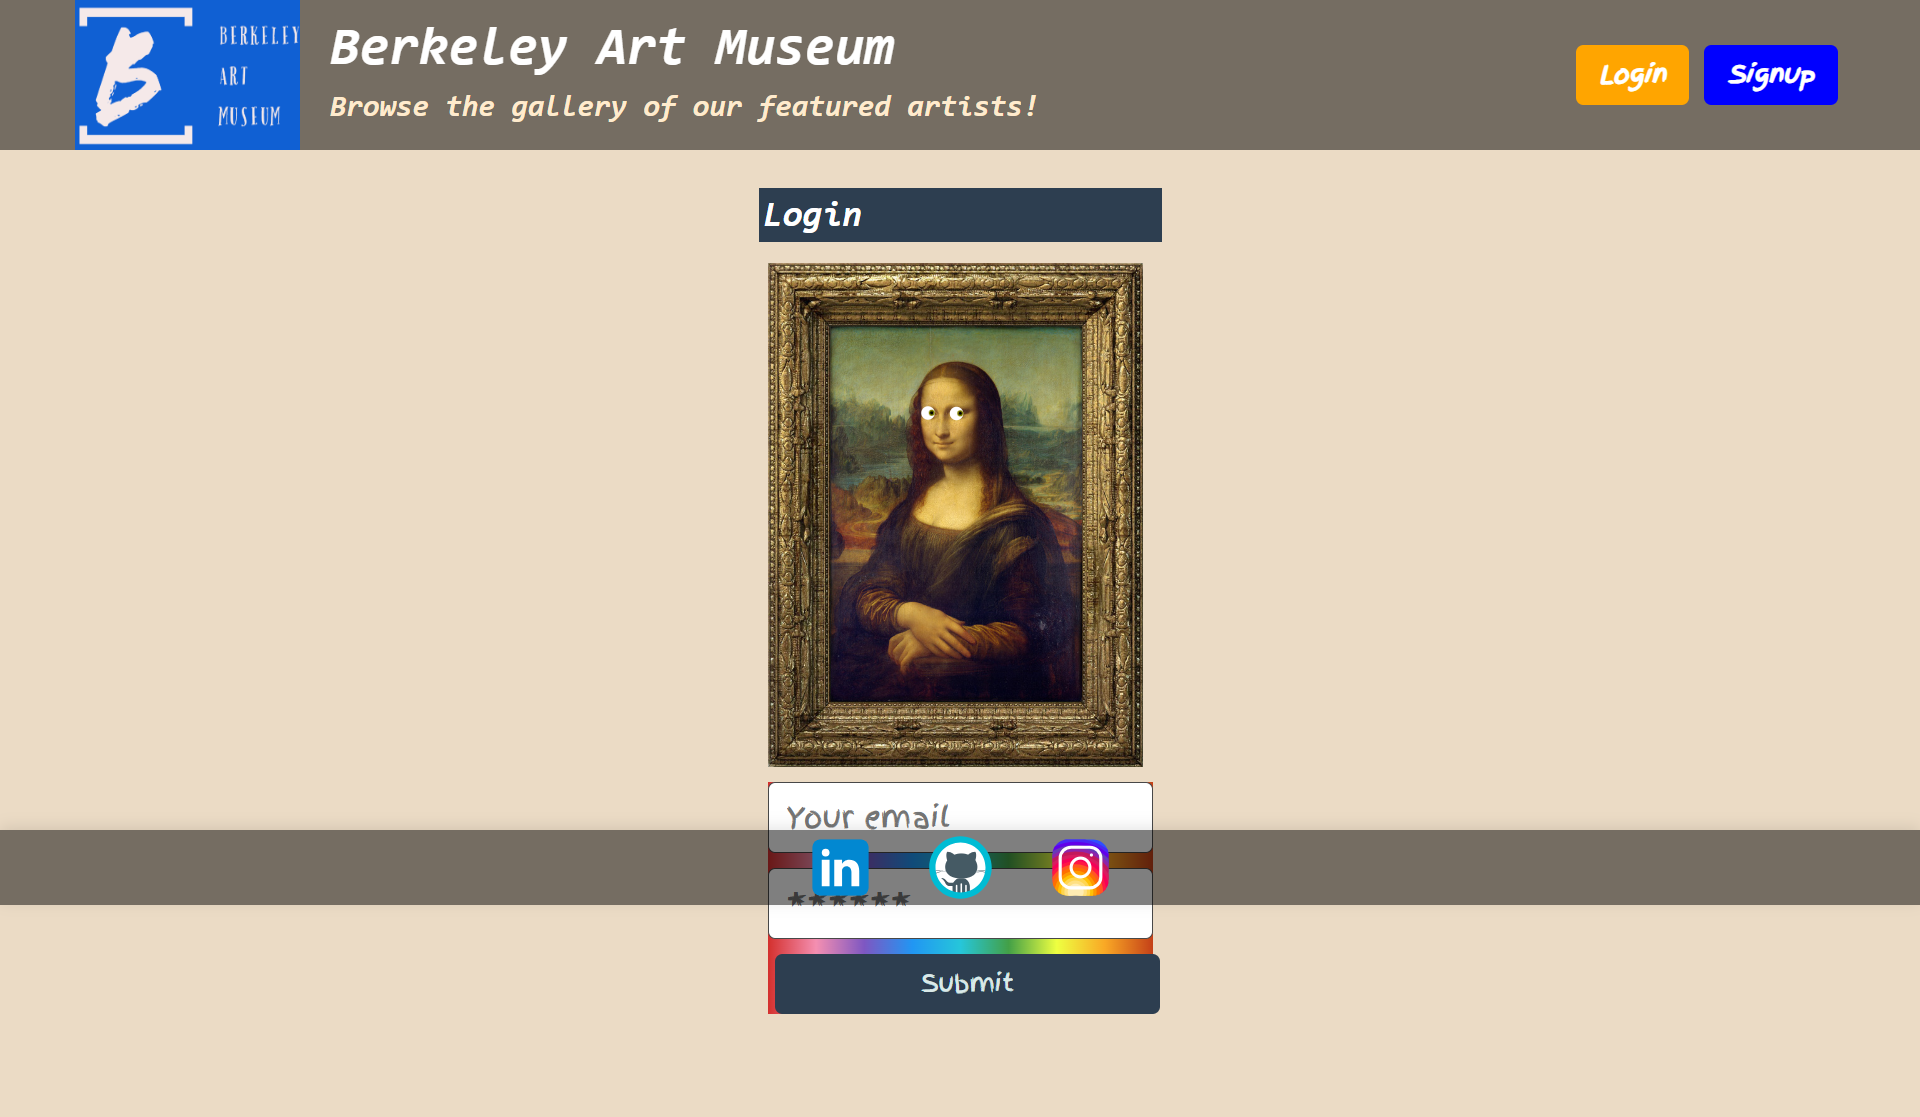 BERKELEY
ART
MUSEUM
Berkeley Art Museum
Browse the gallery of our featured artists!
Login
Signup
Login
Your email
in
******
Submit